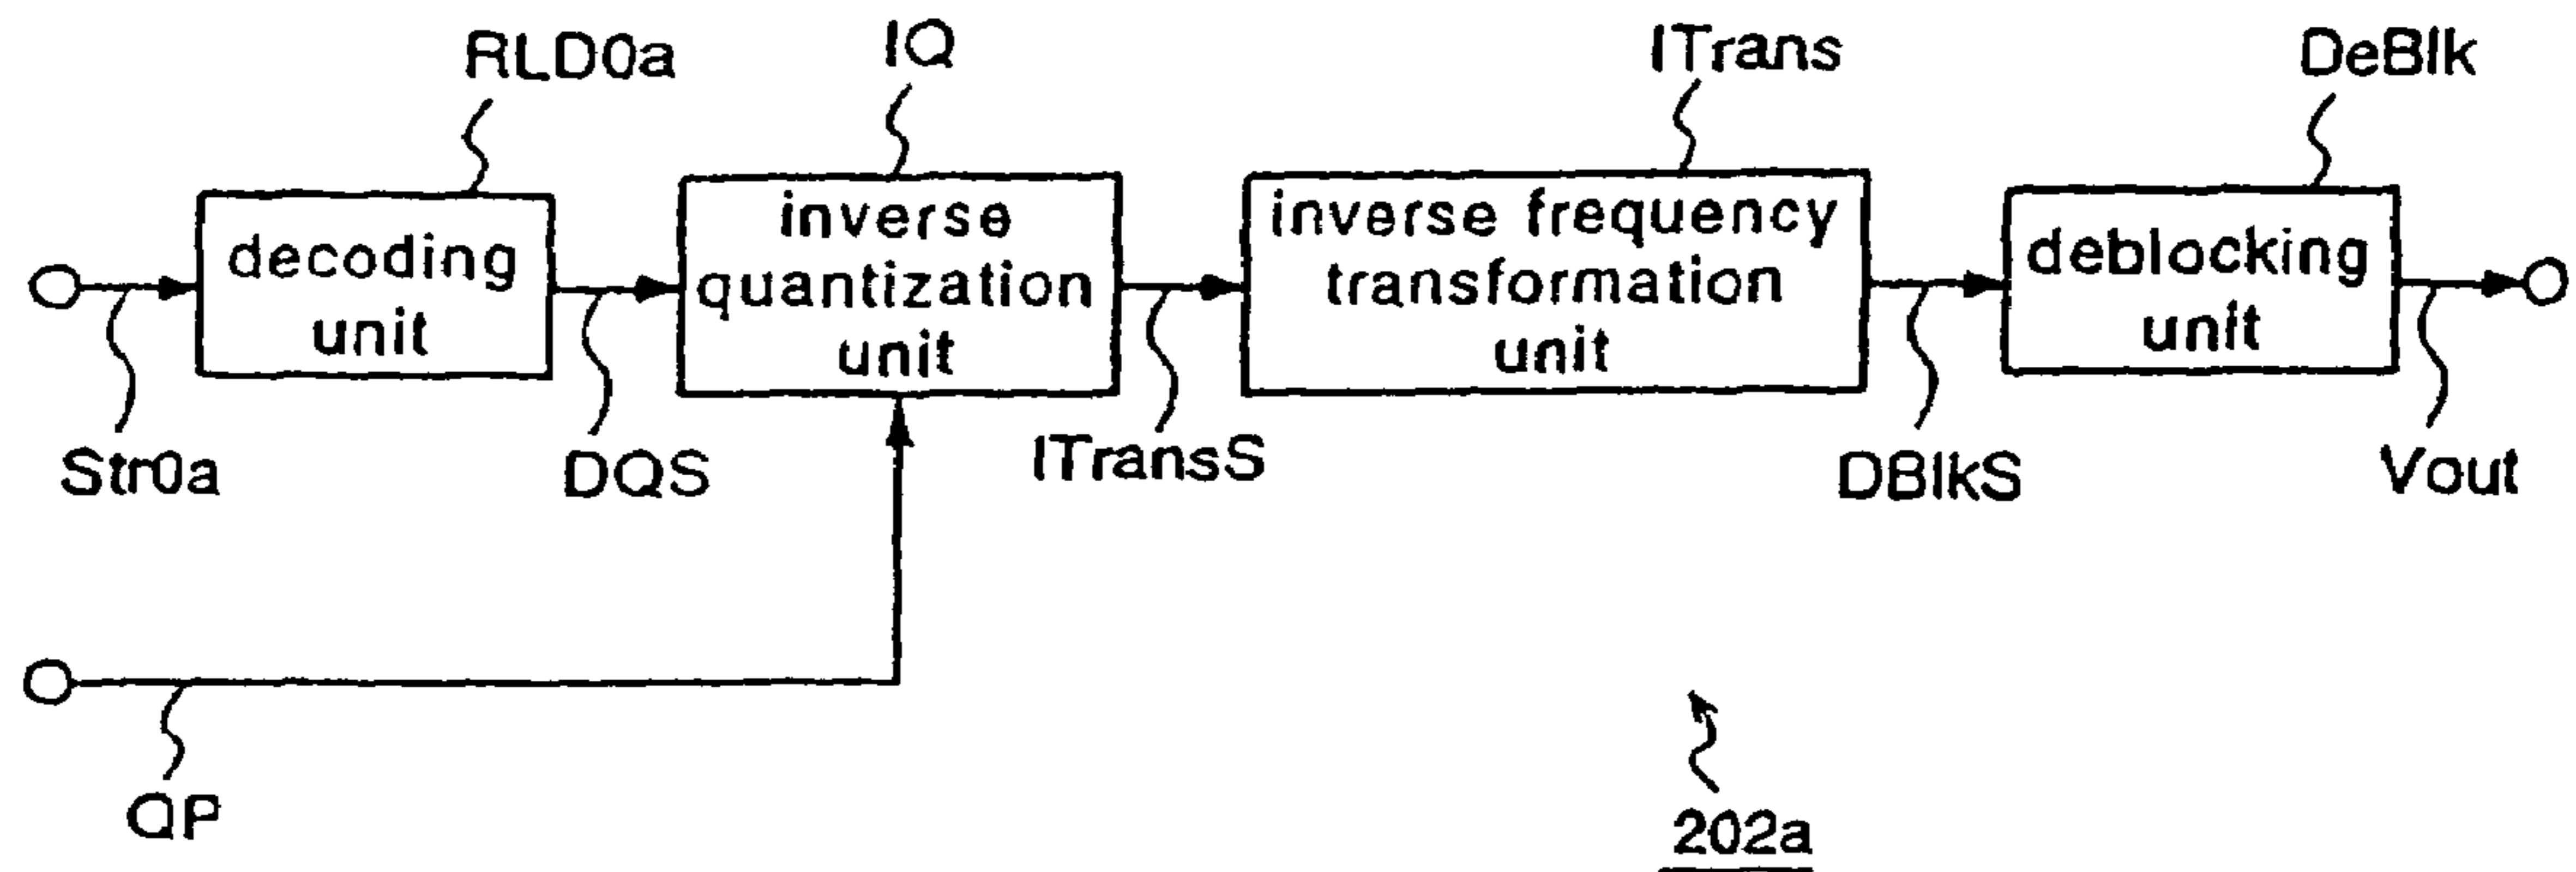 RLD0a
IQ
ITrans
DeBlk
decoding
unit
inverse
quantization
unit
inverse frequency
transformation
unit
deblocking
unit
Str0a
DQS
ITransS
DBlkS
Vout
QP
202a